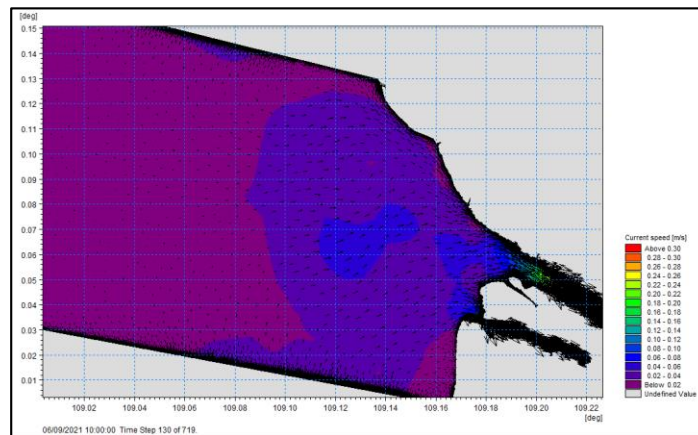 [deg]
0.15
0.14
0.13
0.12
0.11
0.10
0.09
0.08
0.07
0.06
0.05
0.04
0.03
0.02
0.01
109.02 109.04 109.06 109.08 109.10 109.12 109.14 109.16 109.18 109.20 109.22
[deg]
06/09/2021 10:00:00 Time Step 130 of 719.
Current speed [m/s]
Above 0.30
0.28 - 0.30
0.26 - 0.28
0.24 - 0.26
0.22 - 0.24
0.20 - 0.22
0.18 - 0.20
0.16 - 0.18
0.14 - 0.16
0.12 - 0.14
0.10 - 0.12
0.08 - 0.10
0.06 - 0.08
0.04 - 0.06
0.02 - 0.04
Below 0.02
Undefined Value